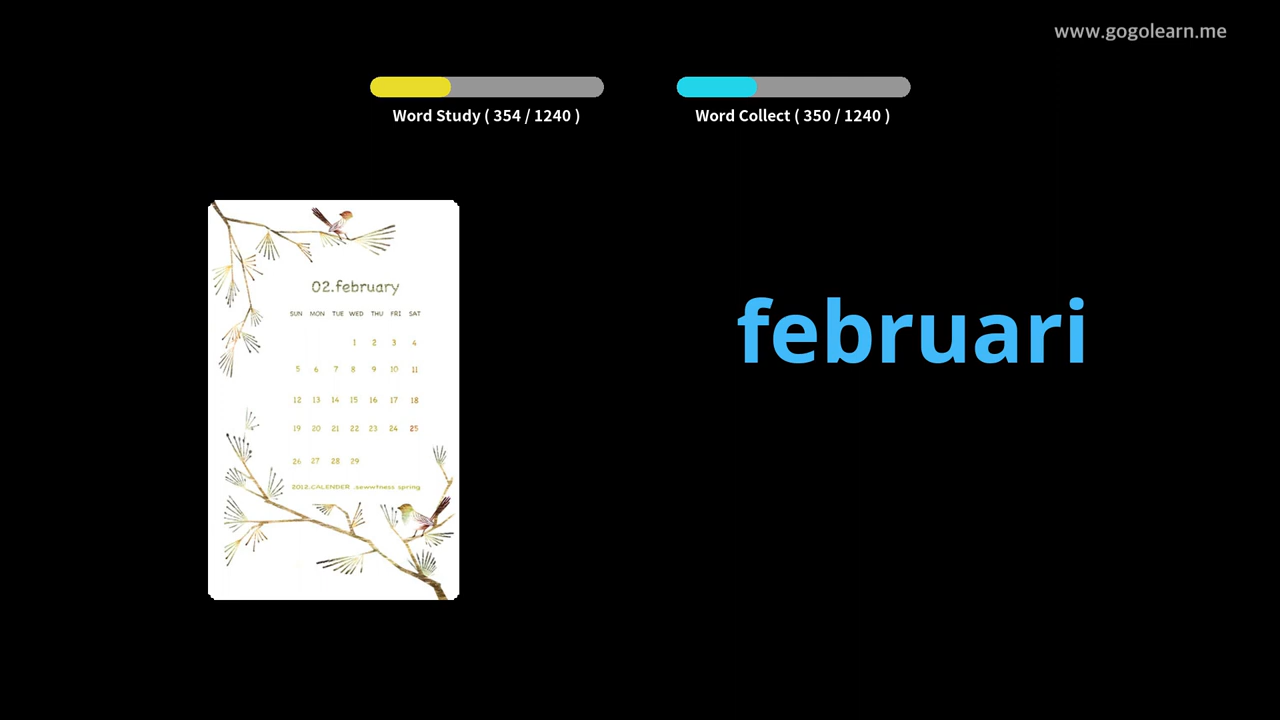 www.gogolearn.me
Word Study ( 354 / 1240 )
Word Collect ( 350 / 1240 )
02.february
SUN MON TUE WED THU FRI SAT
1 2 3 4
5 6 7 8 9 10 11
12 13 14 15 16 17 18
19 20 21 22 23 24 25
26 27 28 29
2012.CALENDER .sewwtness spring
februari